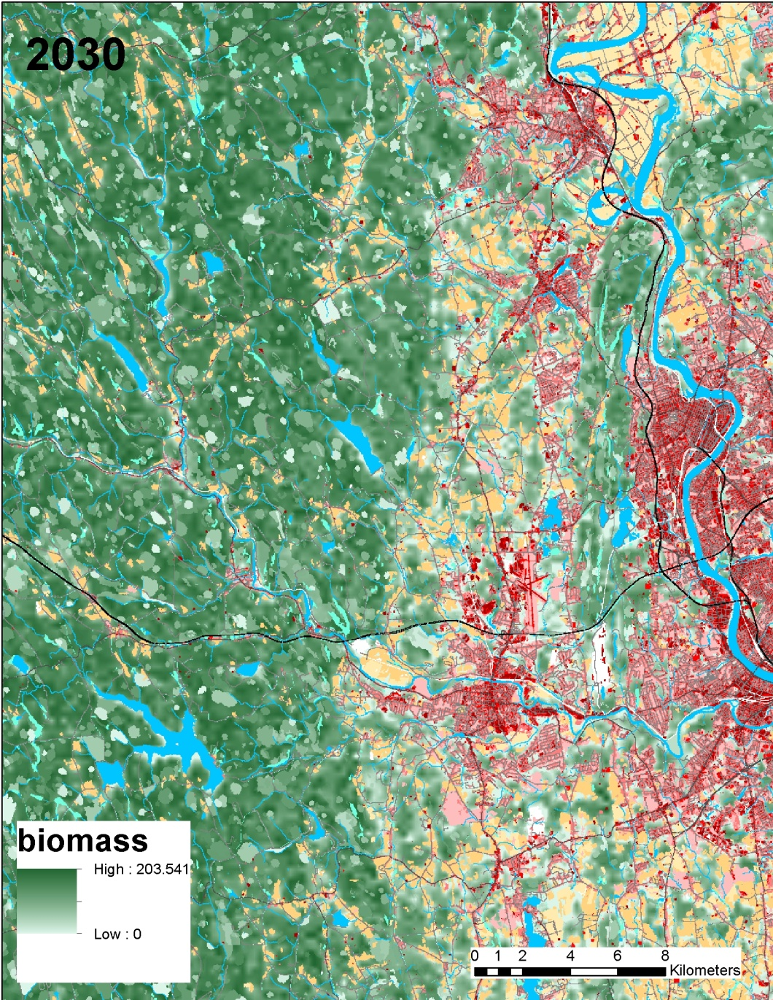 2030
biomass
High : 203.541
Low : 0
0 1 2 4 6 8
Kilometers